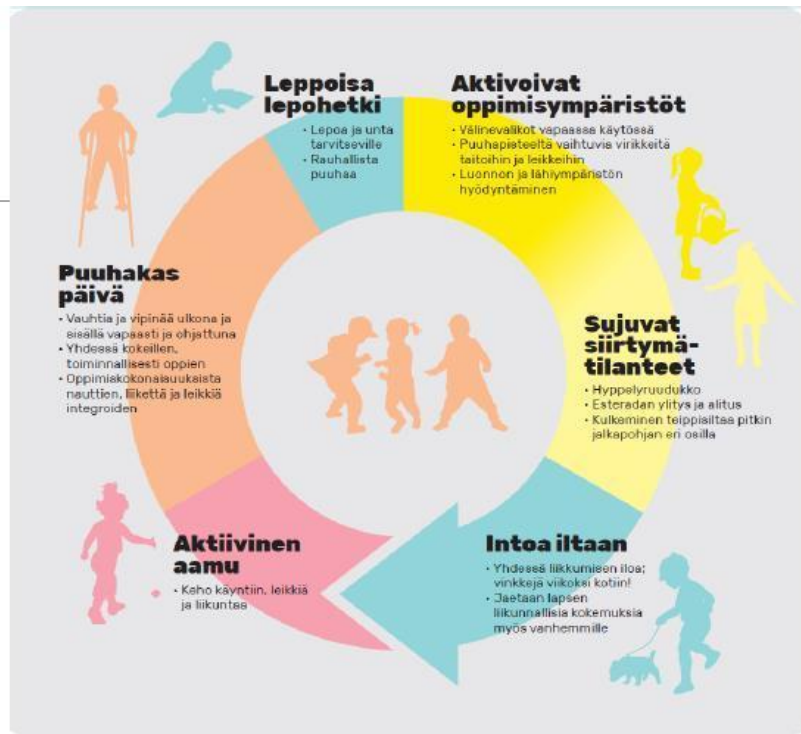 Leppoisa
lepohetki
• Lepoa ja unta
tarvitseville
• Rauhallista
puuhaa
Aktivoivat
oppimisympäristöt
• Välinevalikot vapaassa käytössä
• Puuhapisteeltä vaihtuvia virikkeitä
taitoihin ja leikkeihin
• Luonnon ja lähiympäristön
hyödyntäminen
Sujuvat
siirtymä-
tilanteet
• Hyppelyruudukko
• Esteradan ylitys ja alitus
• Kulkeminen teippisiltaa pitkin
jalkapohjan eri osilla
Intoa iltaan
• Yhdessä liikkumisen iloa;
vinkkejä viikoksi kotiin!
• Jaetaan lapsen
liikunnallisia kokemuksia
myös vanhemmille
Aktiivinen
aamu
• Keho käyntiin, leikkiä
ja liikuntaa
Puuhakas
päivä
• Vauhtia ja vipinää ulkona ja
sisällä vapaasti ja ohjattuna
• Yhdessä kokeillen,
toiminnallisesti oppien
• Oppimiskokonaisuuksista
nauttien, liikettä ja leikkiä
integroiden